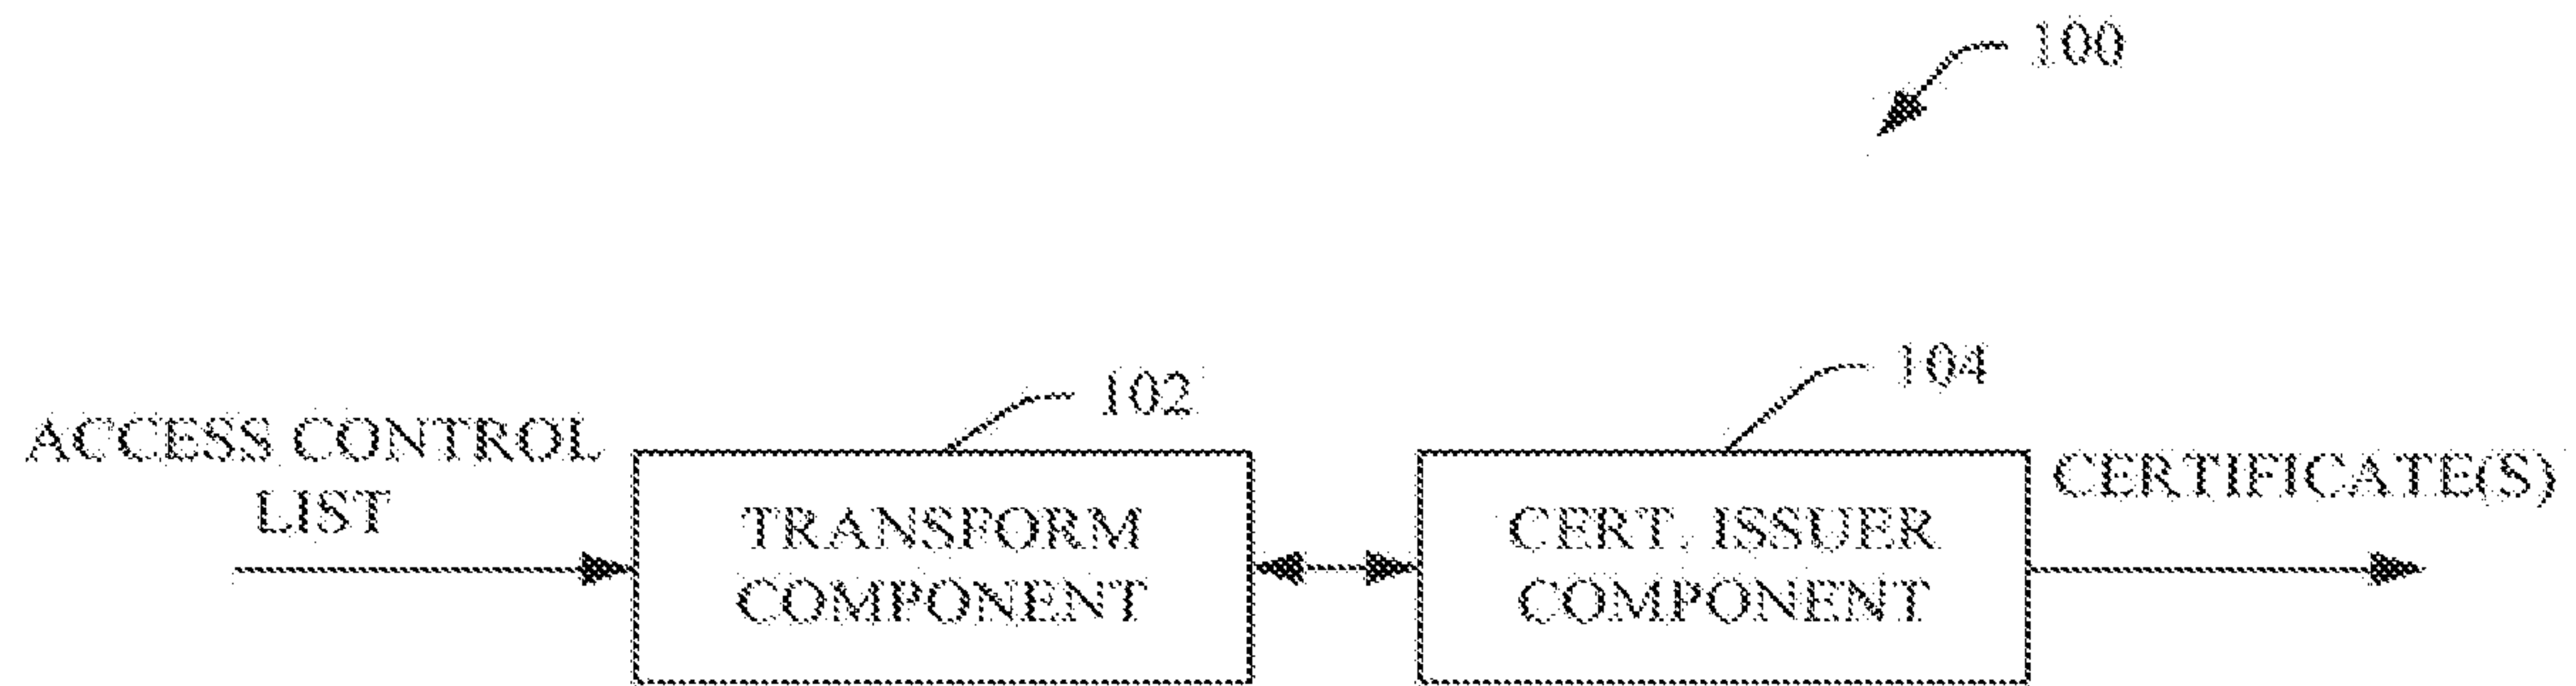 100
102
104
ACCESS CONTROL
LIST
TRANSFORM
COMPONENT
CERT. ISSUER
COMPONENT
CERTIFICATE(S)